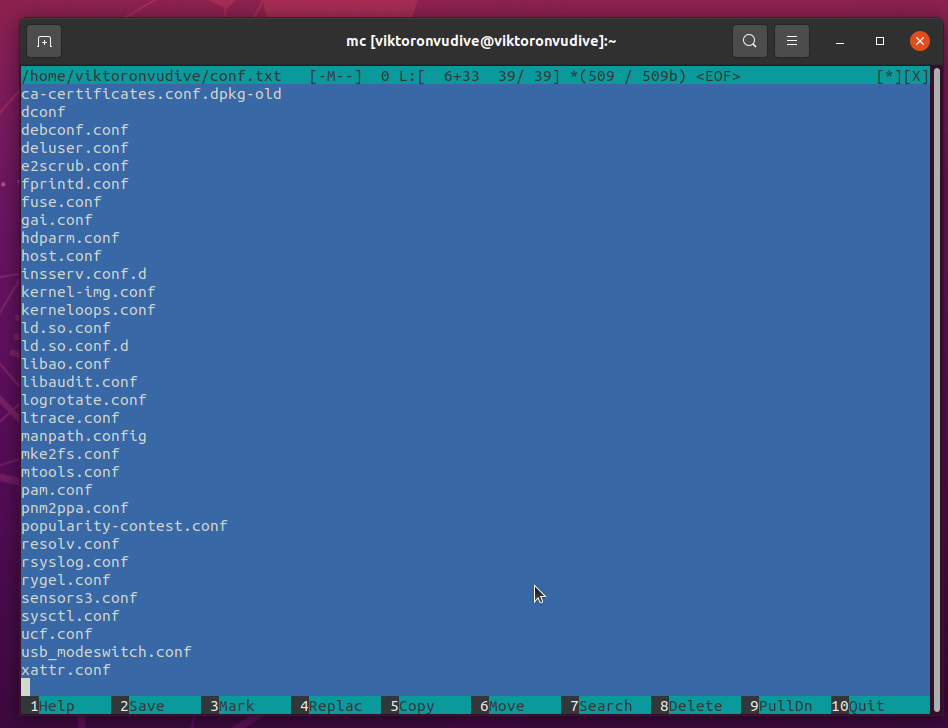 mc [viktoronvudive@viktoronvudive]:~
/home/viktoronvudive/conf.txt   [-M--]  0 L:[  6+33  39/ 39] *(509 / 509b) <EOF>               [*][X]
ca-certificates.conf.dpkg-old
dconf
debconf.conf
deluser.conf
e2scrub.conf
fprintd.conf
fuse.conf
gai.conf
hdparm.conf
host.conf
insserv.conf.d
kernel-img.conf
kerneloops.conf
ld.so.conf
ld.so.conf.d
libao.conf
libaudit.conf
logrotate.conf
ltrace.conf
manpath.config
mke2fs.conf
mtools.conf
pam.conf
pnm2ppa.conf
popularity-contest.conf
resolv.conf
rsyslog.conf
rygel.conf
sensors3.conf
sysctl.conf
ucf.conf
usb_modeswitch.conf
xattr.conf
1Help 2Save 3Mark 4Replac 5Copy 6Move 7Search 8Delete 9PullDn 10Quit